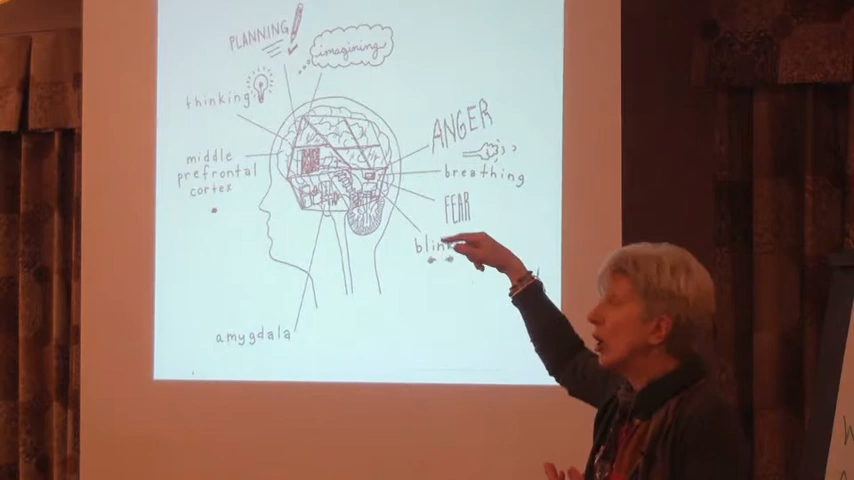 PLANNING
imagining
thinking
ANGER
middle
prefrontal
cortex
breathing
FEAR
amygdala